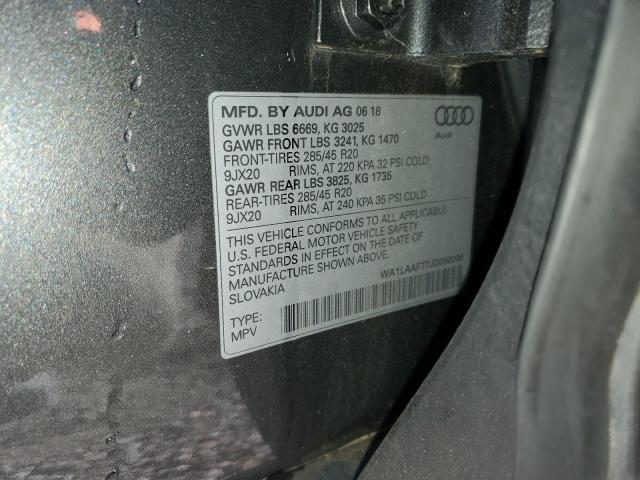 MFD. BY AUDI AG 06 18
GVWR LBS 6669, KG 3025
GAWR FRONT LBS 3241, KG 1470
FRONT-TIRES 285/45 R20
9JX20 RIMS, AT 220 KPA 32 PSI COLD
GAWR REAR LBS 3825, KG 1735
REAR-TIRES 285/45 R20
9JX20 RIMS, AT 240 KPA 35 PSI COLD
Audi
THIS VEHICLE CONFORMS TO ALL APPLICABLE
U.S. FEDERAL MOTOR VEHICLE SAFETY
STANDARDS IN EFFECT ON THE DATE OF
MANUFACTURE SHOWN ABOVE
SLOVAKIA
TYPE:
MPV